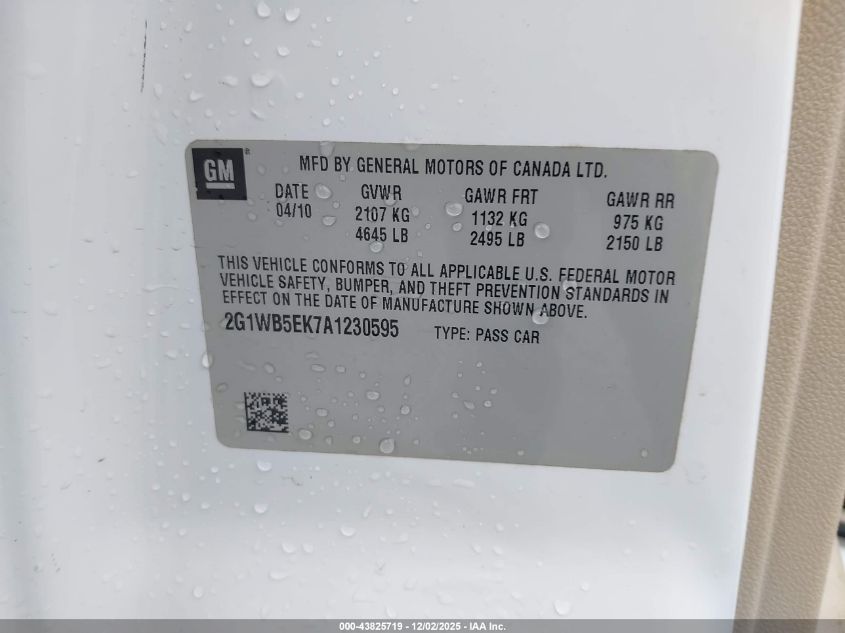 GM
MFD BY GENERAL MOTORS OF CANADA LTD.
DATE GVWR GAWR FRT GAWR RR
04/10 2107 KG 1132 KG 975 KG
4645 LB 2495 LB 2150 LB
THIS VEHICLE CONFORMS TO ALL APPLICABLE U.S. FEDERAL MOTOR
VEHICLE SAFETY, BUMPER, AND THEFT PREVENTION STANDARDS IN
EFFECT ON THE DATE OF MANUFACTURE SHOWN ABOVE.
2G1WB5EK7A1230595 TYPE: PASS CAR
000-43825719 - 12/02/2025 - IAA Inc.